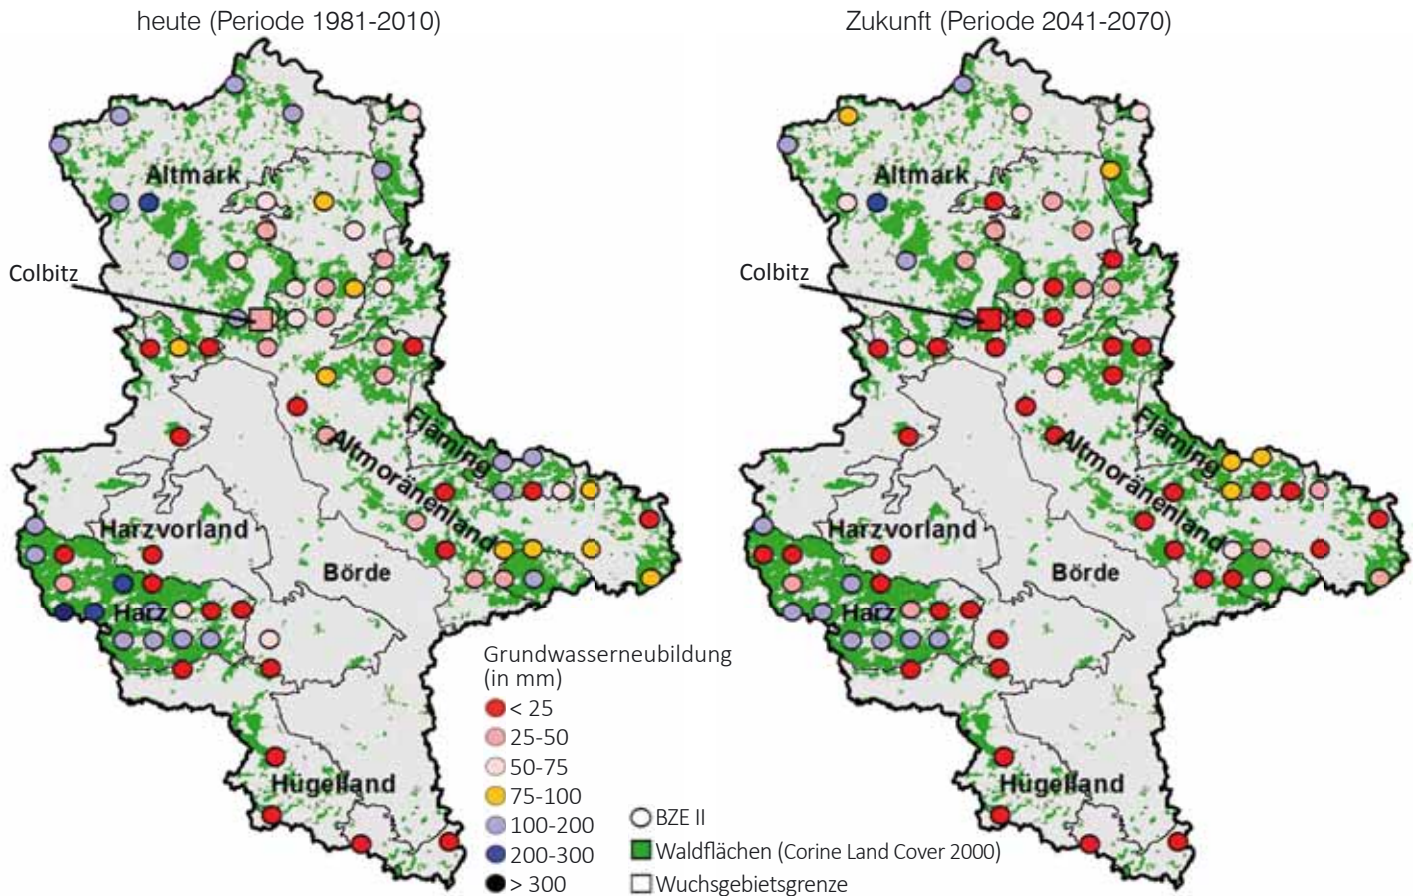 heute (Periode 1981-2010)
Zukunft (Periode 2041-2070)
Altmark
Colbitz
Fläming
Altmoränenland
Harzvorland
Börde
Harz
Hügelland
Altmark
Colbitz
Fläming
Altmoränenland
Harzvorland
Börde
Harz
Hügelland
Grundwasserneubildung
(in mm)
< 25
25-50
50-75
75-100
100-200
200-300
> 300
BZE II
Waldflächen (Corine Land Cover 2000)
Wuchsgebietsgrenze